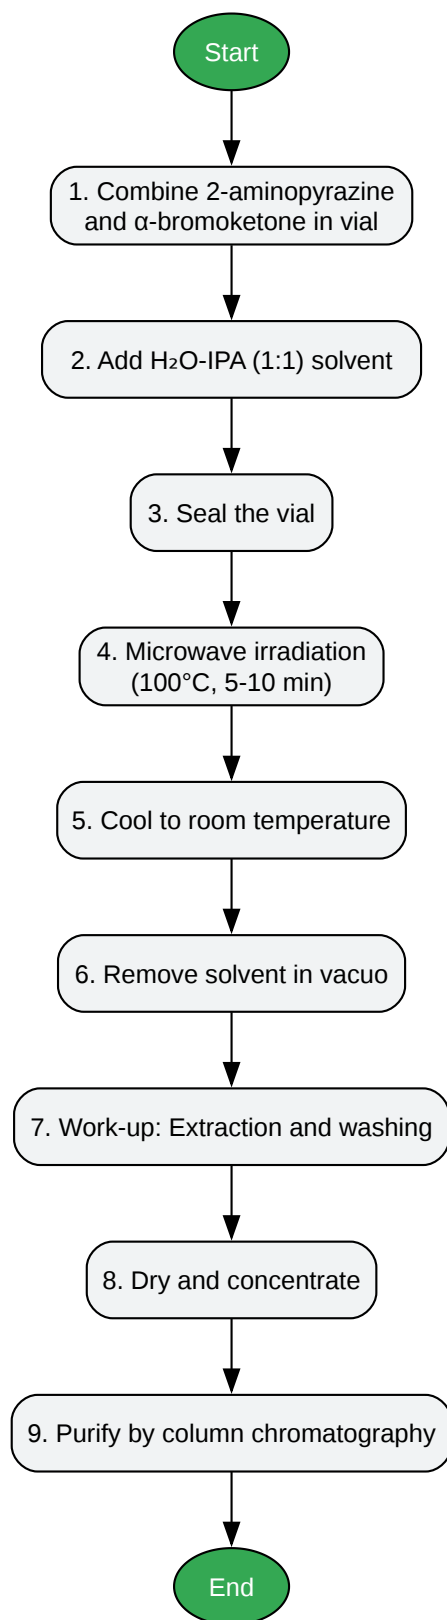 Start
1. Combine 2-aminopyrazine
and α-bromoketone in vial
2. Add H₂O-IPA (1:1) solvent
3. Seal the vial
4. Microwave irradiation
(100°C, 5-10 min)
5. Cool to room temperature
6. Remove solvent in vacuo
7. Work-up: Extraction and washing
8. Dry and concentrate
9. Purify by column chromatography
End